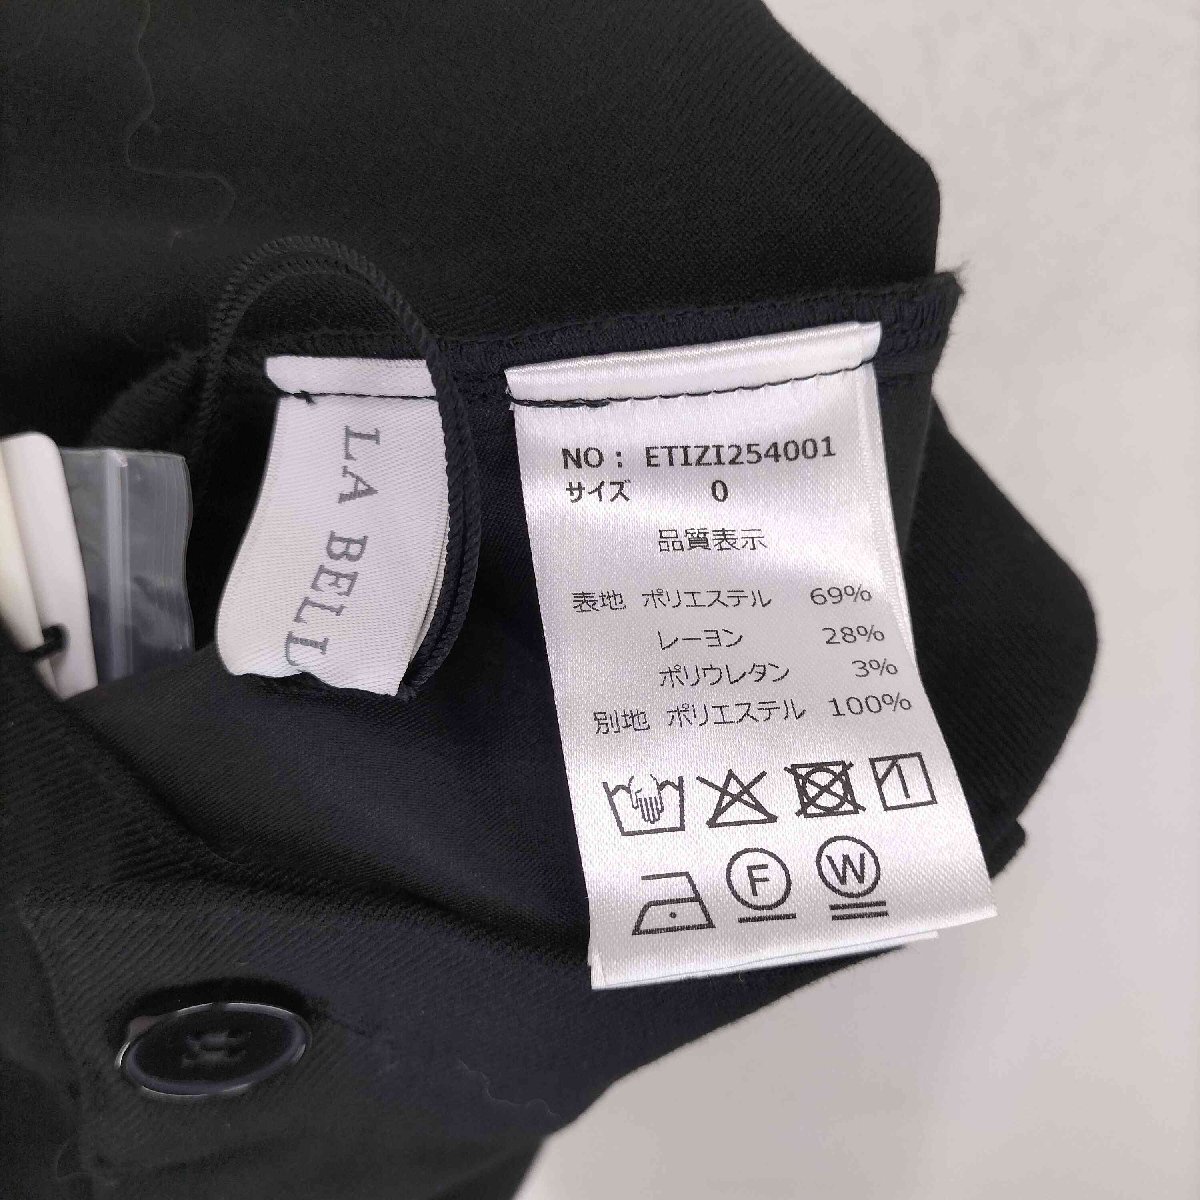 LA BELL
NO : ETIZI254001
サイズ 0
品質表示
表地 ポリエステル 69%
レーヨン 28%
ポリウレタン 3%
別地 ポリエステル 100%
F W